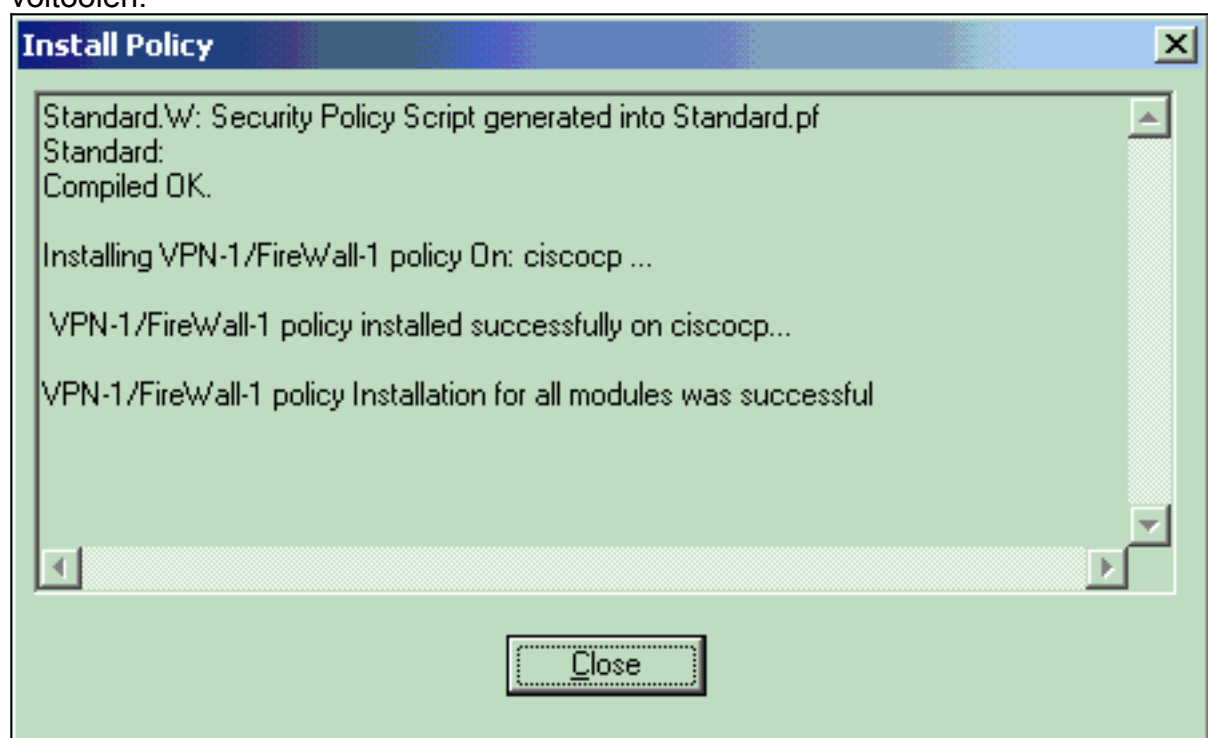 voltooien.
Install Policy
Standard.W: Security Policy Script generated into Standard.pf
Standard:
Compiled OK.
Installing VPN-1/FireWall-1 policy On: ciscocp ...
VPN-1/FireWall-1 policy installed successfully on ciscocp...
VPN-1/FireWall-1 policy Installation for all modules was successful
Close